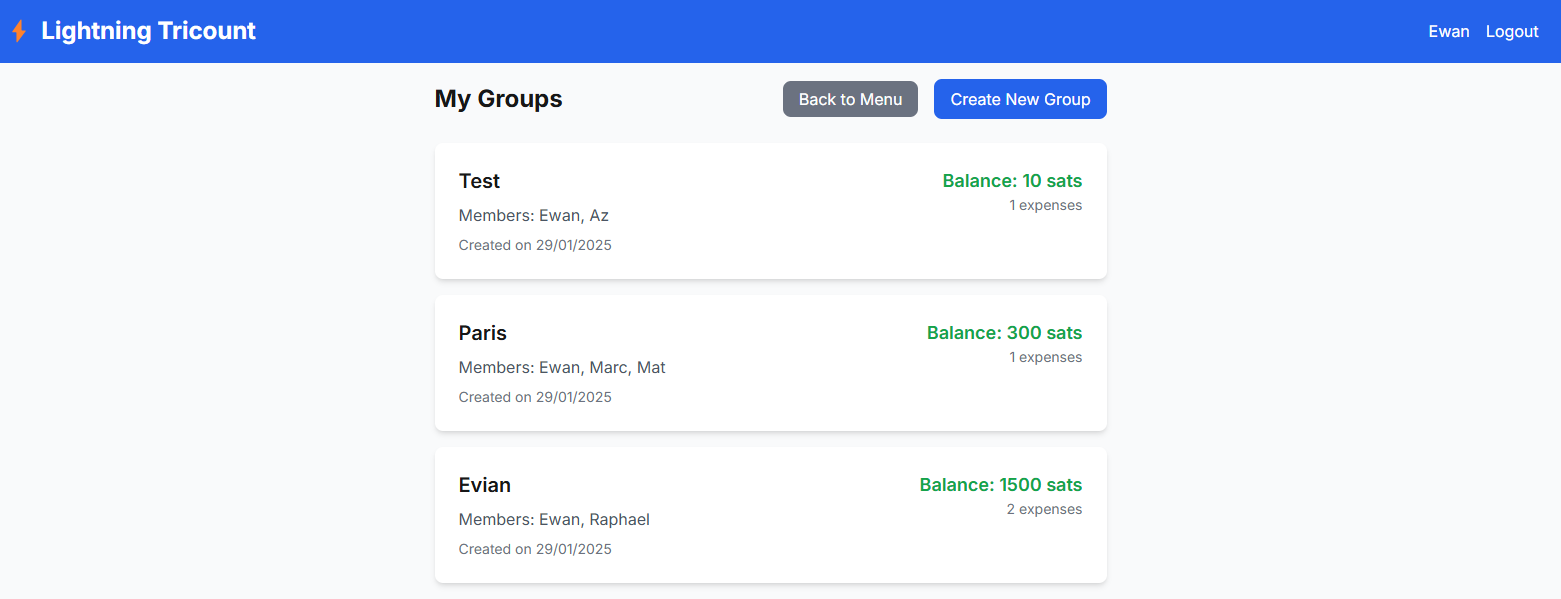 Lightning Tricount
Ewan Logout
My Groups
Back to Menu
Create New Group
Test
Balance: 10 sats
1 expenses
Members: Ewan, Az
Created on 29/01/2025
Paris
Balance: 300 sats
1 expenses
Members: Ewan, Marc, Mat
Created on 29/01/2025
Evian
Balance: 1500 sats
2 expenses
Members: Ewan, Raphael
Created on 29/01/2025